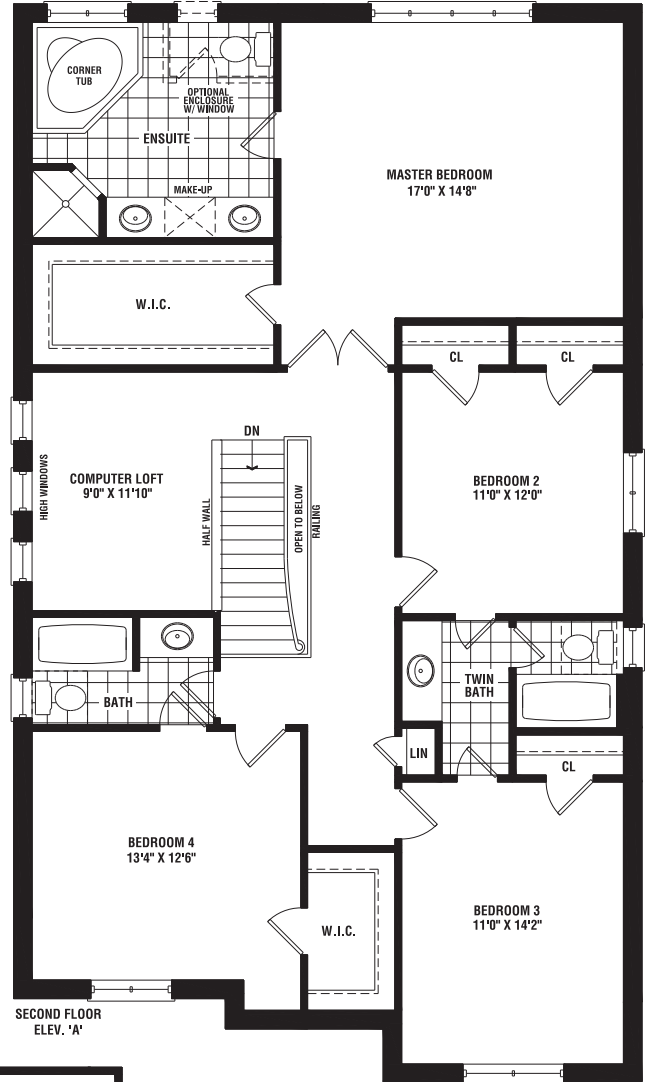 CORNER
TUB
OPTIONAL
ENCLOSURE
W/ WINDOW
ENSUITE
MAKE-UP
MASTER BEDROOM
17'0" X 14'8"
W.I.C.
CL
CL
HIGH WINDOWS
COMPUTER LOFT
9'0" X 11'10"
DN
HALF WALL
OPEN TO BELOW
RAILING
BEDROOM 2
11'0" X 12'0"
BATH
TWIN
BATH
LIN
CL
BEDROOM 4
13'4" X 12'6"
W.I.C.
BEDROOM 3
11'0" X 14'2"
SECOND FLOOR
ELEV. 'A'